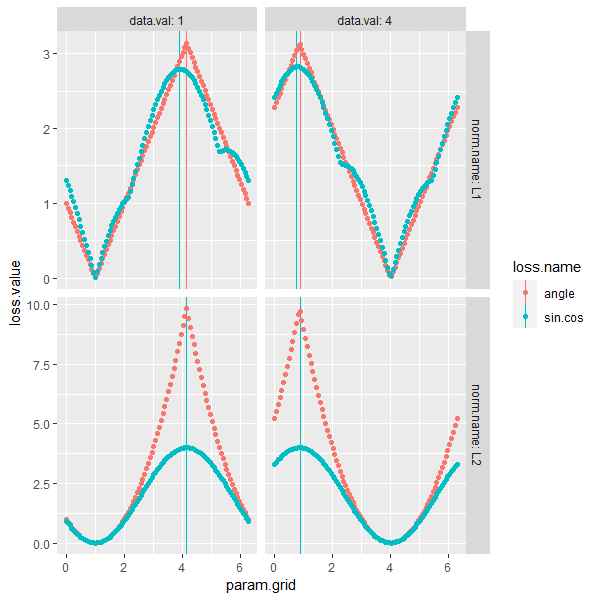 data.val: 1
data.val: 4
loss.value
3
2
1
0
norm.name: L1
10.0
7.5
5.0
2.5
0.0
norm.name: L2
0
2
4
6
0
2
4
6
param.grid
loss.name
angle
sin.cos